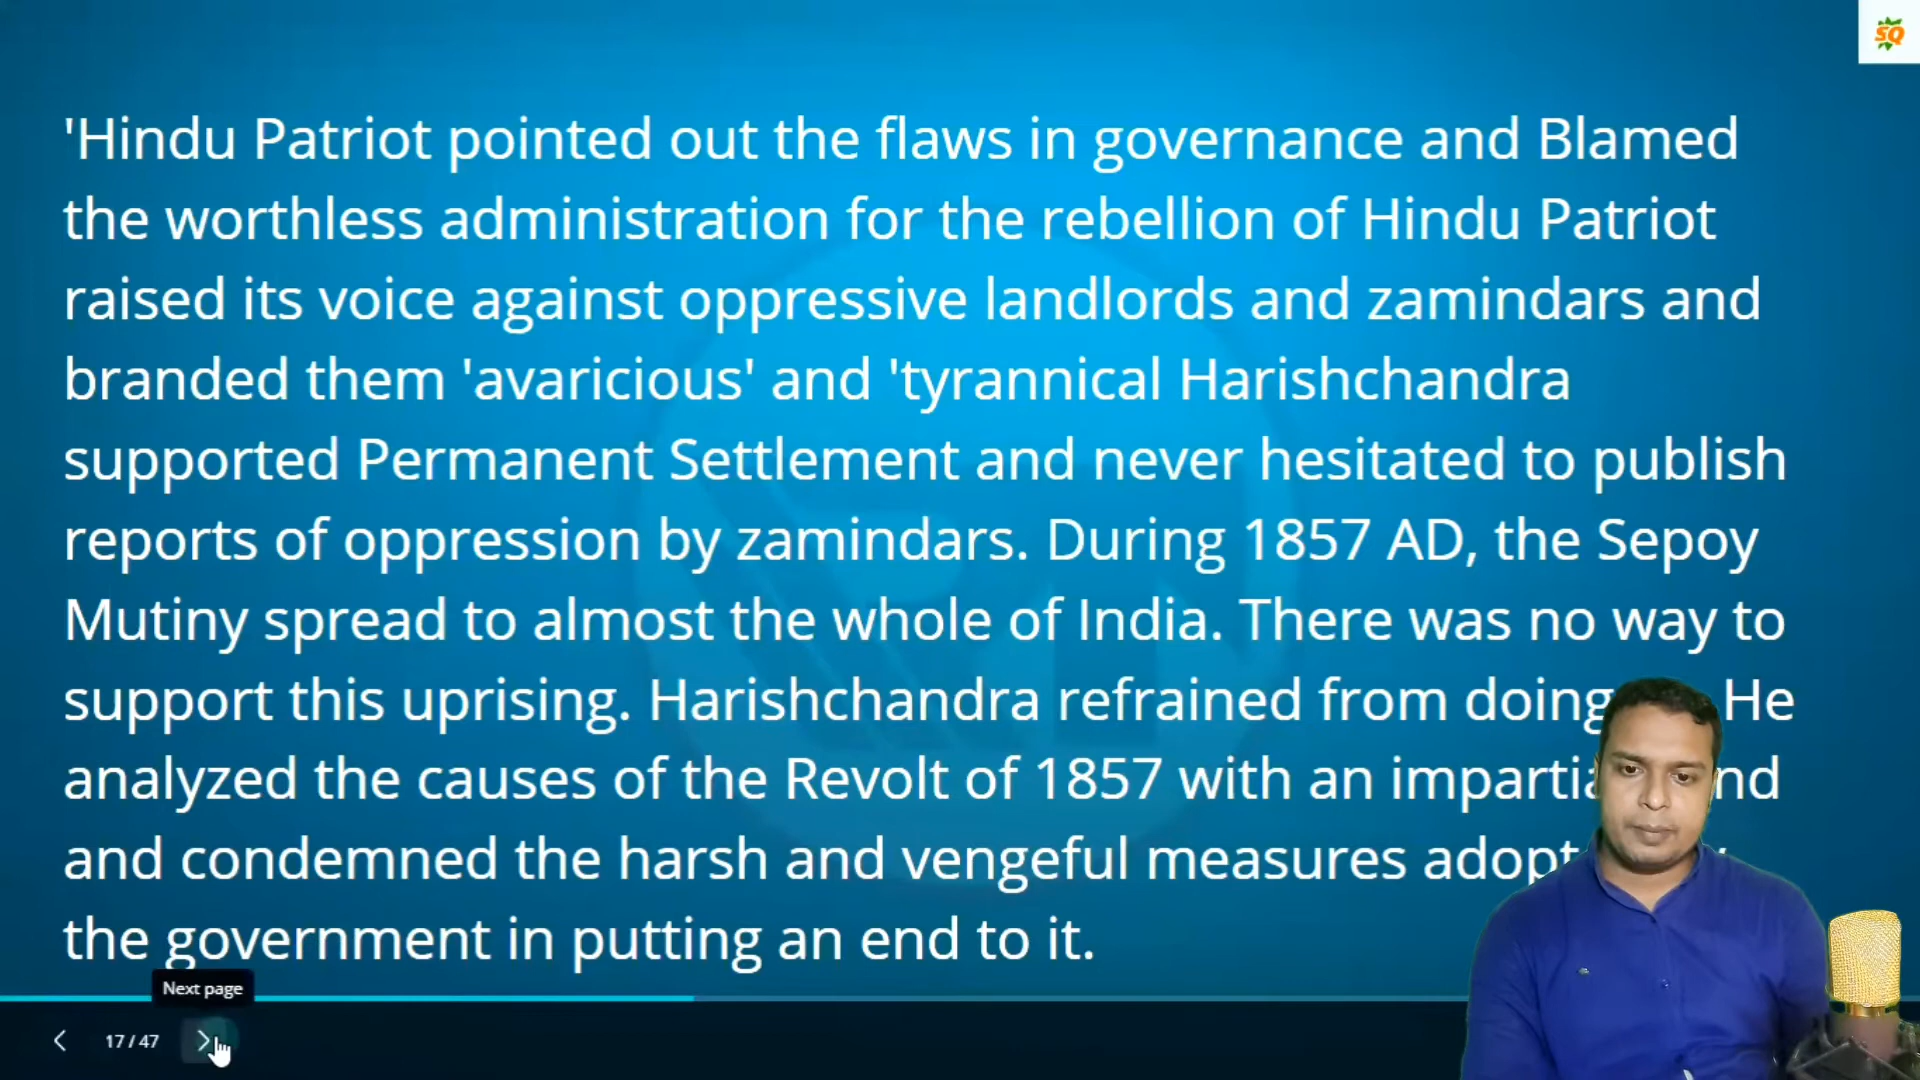 SQ
'Hindu Patriot pointed out the flaws in governance and Blamed
the worthless administration for the rebellion of Hindu Patriot
raised its voice against oppressive landlords and zamindars and
branded them 'avaricious' and 'tyrannical Harishchandra
supported Permanent Settlement and never hesitated to publish
reports of oppression by zamindars. During 1857 AD, the Sepoy
Mutiny spread to almost the whole of India. There was no way to
support this uprising. Harishchandra refrained from doing He
analyzed the causes of the Revolt of 1857 with an
and condemned the harsh and vengeful measures
the government in putting an end to it.
Next page
17 / 47